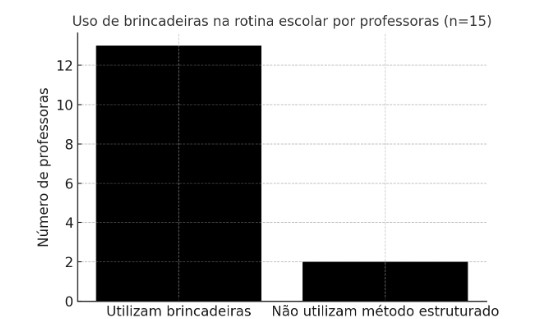 Uso de brincadeiras na rotina escolar por professoras (n=15)
Número de professoras
12
10
8
6
4
2
0
Utilizam brincadeiras
Não utilizam método estruturado